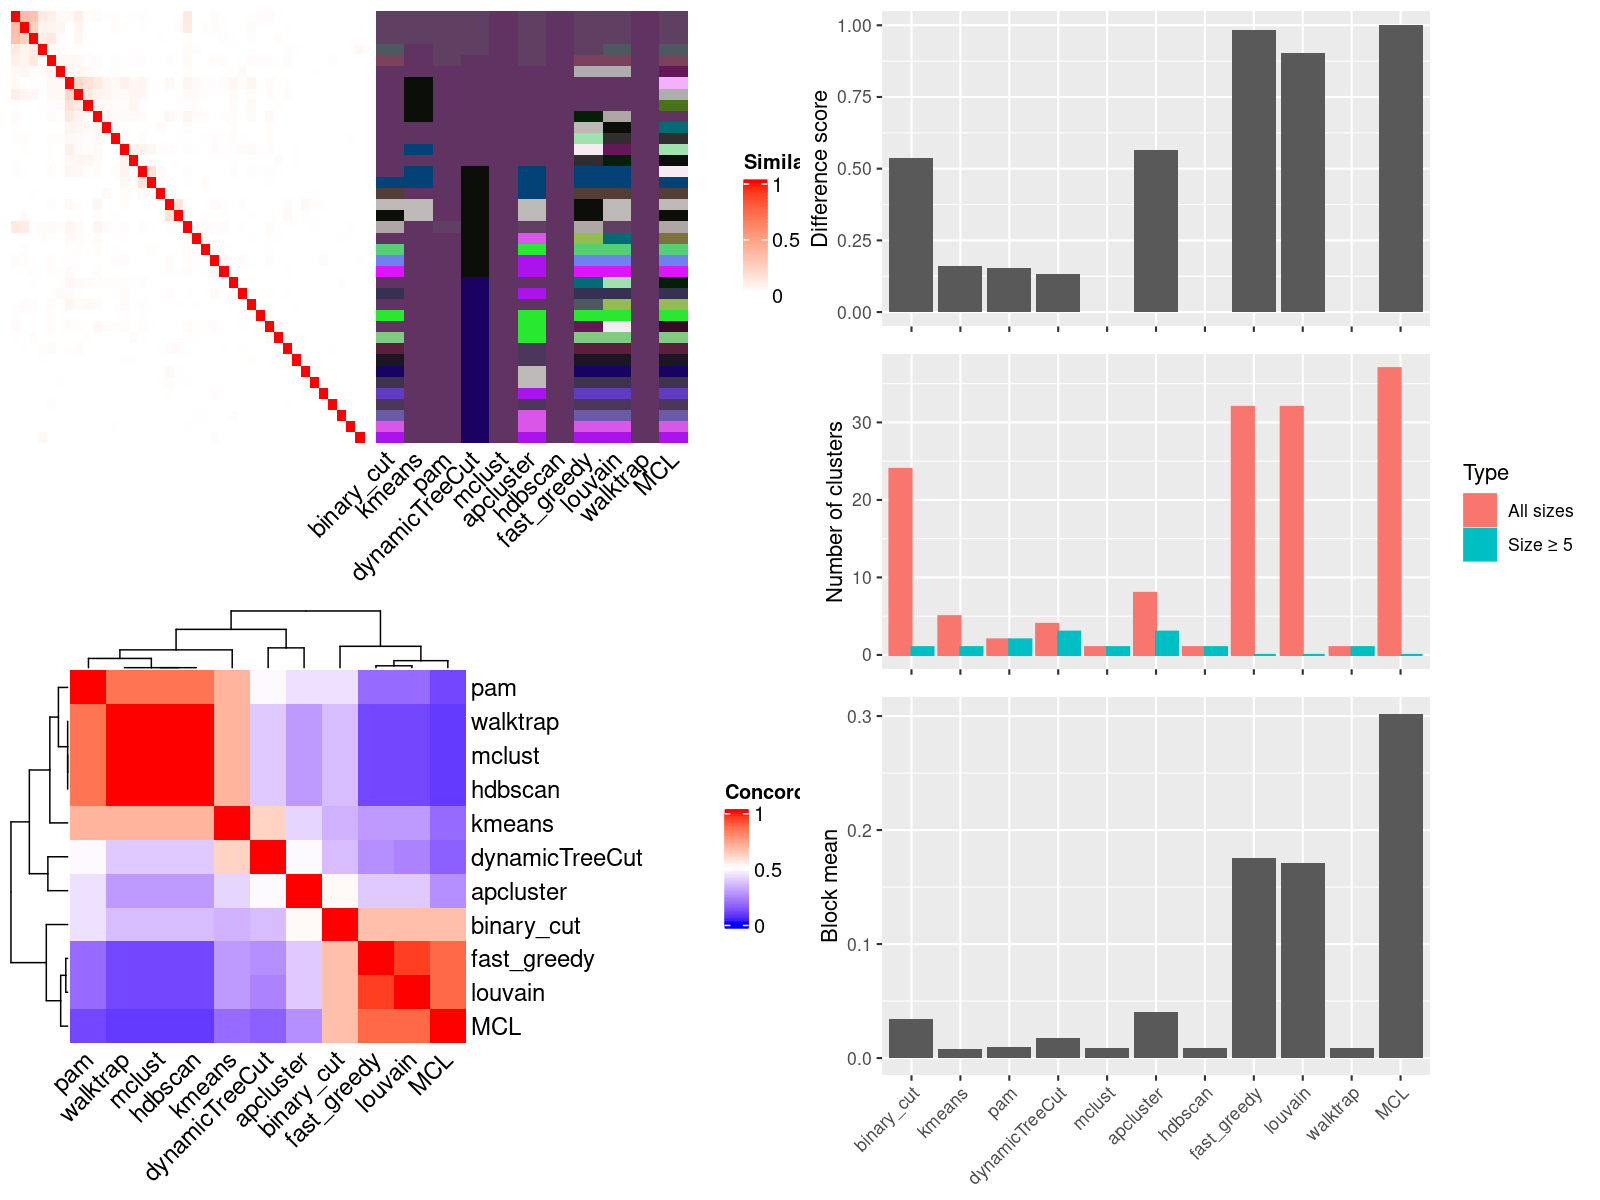 Simila
1
0.5
0
binary_cut
kmeans
pam
dynamicTreeCut
mclust
apcluster
hdbscan
fast_greedy
louvain
walktrap
MCL
pam
walktrap
mclust
hdbscan
kmeans
dynamicTreeCut
apcluster
binary_cut
fast_greedy
louvain
MCL
Concord
1
0.5
0
pam
walktrap
mclust
hdbscan
kmeans
dynamicTreeCut
apcluster
binary_cut
fast_greedy
louvain
MCL
Difference score
1.00
0.75
0.50
0.25
0.00
Number of clusters
30
20
10
0
Type
All sizes
Size ≥ 5
Block mean
0.3
0.2
0.1
0.0
binary_cut
kmeans
pam
dynamicTreeCut
mclust
apcluster
hdbscan
fast_greedy
louvain
walktrap
MCL